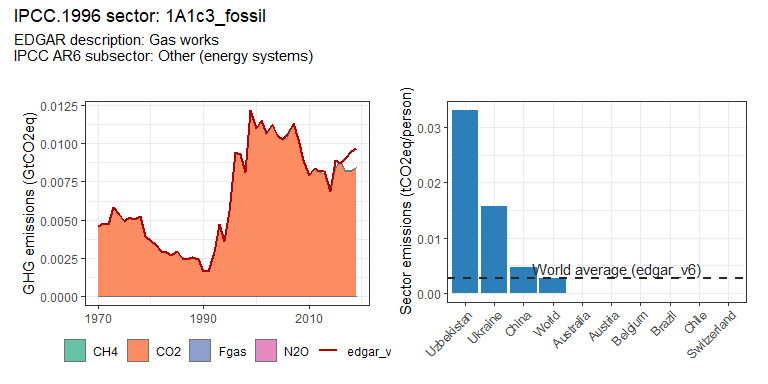 IPCC.1996 sector: 1A1c3_fossil
EDGAR description: Gas works
IPCC AR6 subsector: Other (energy systems)
GHG emissions (GtCO2eq)
0.0125
0.0100
0.0075
0.0050
0.0025
0.0000
1970
1990
2010
CH4
CO2
Fgas
N2O
edgar_v
Sector emissions (tCO2eq/person)
0.03
0.02
0.01
0.00
World average (edgar_v6)
Uzbekistan
Ukraine
China
World
Australia
Austria
Belgium
Brazil
Chile
Switzerland